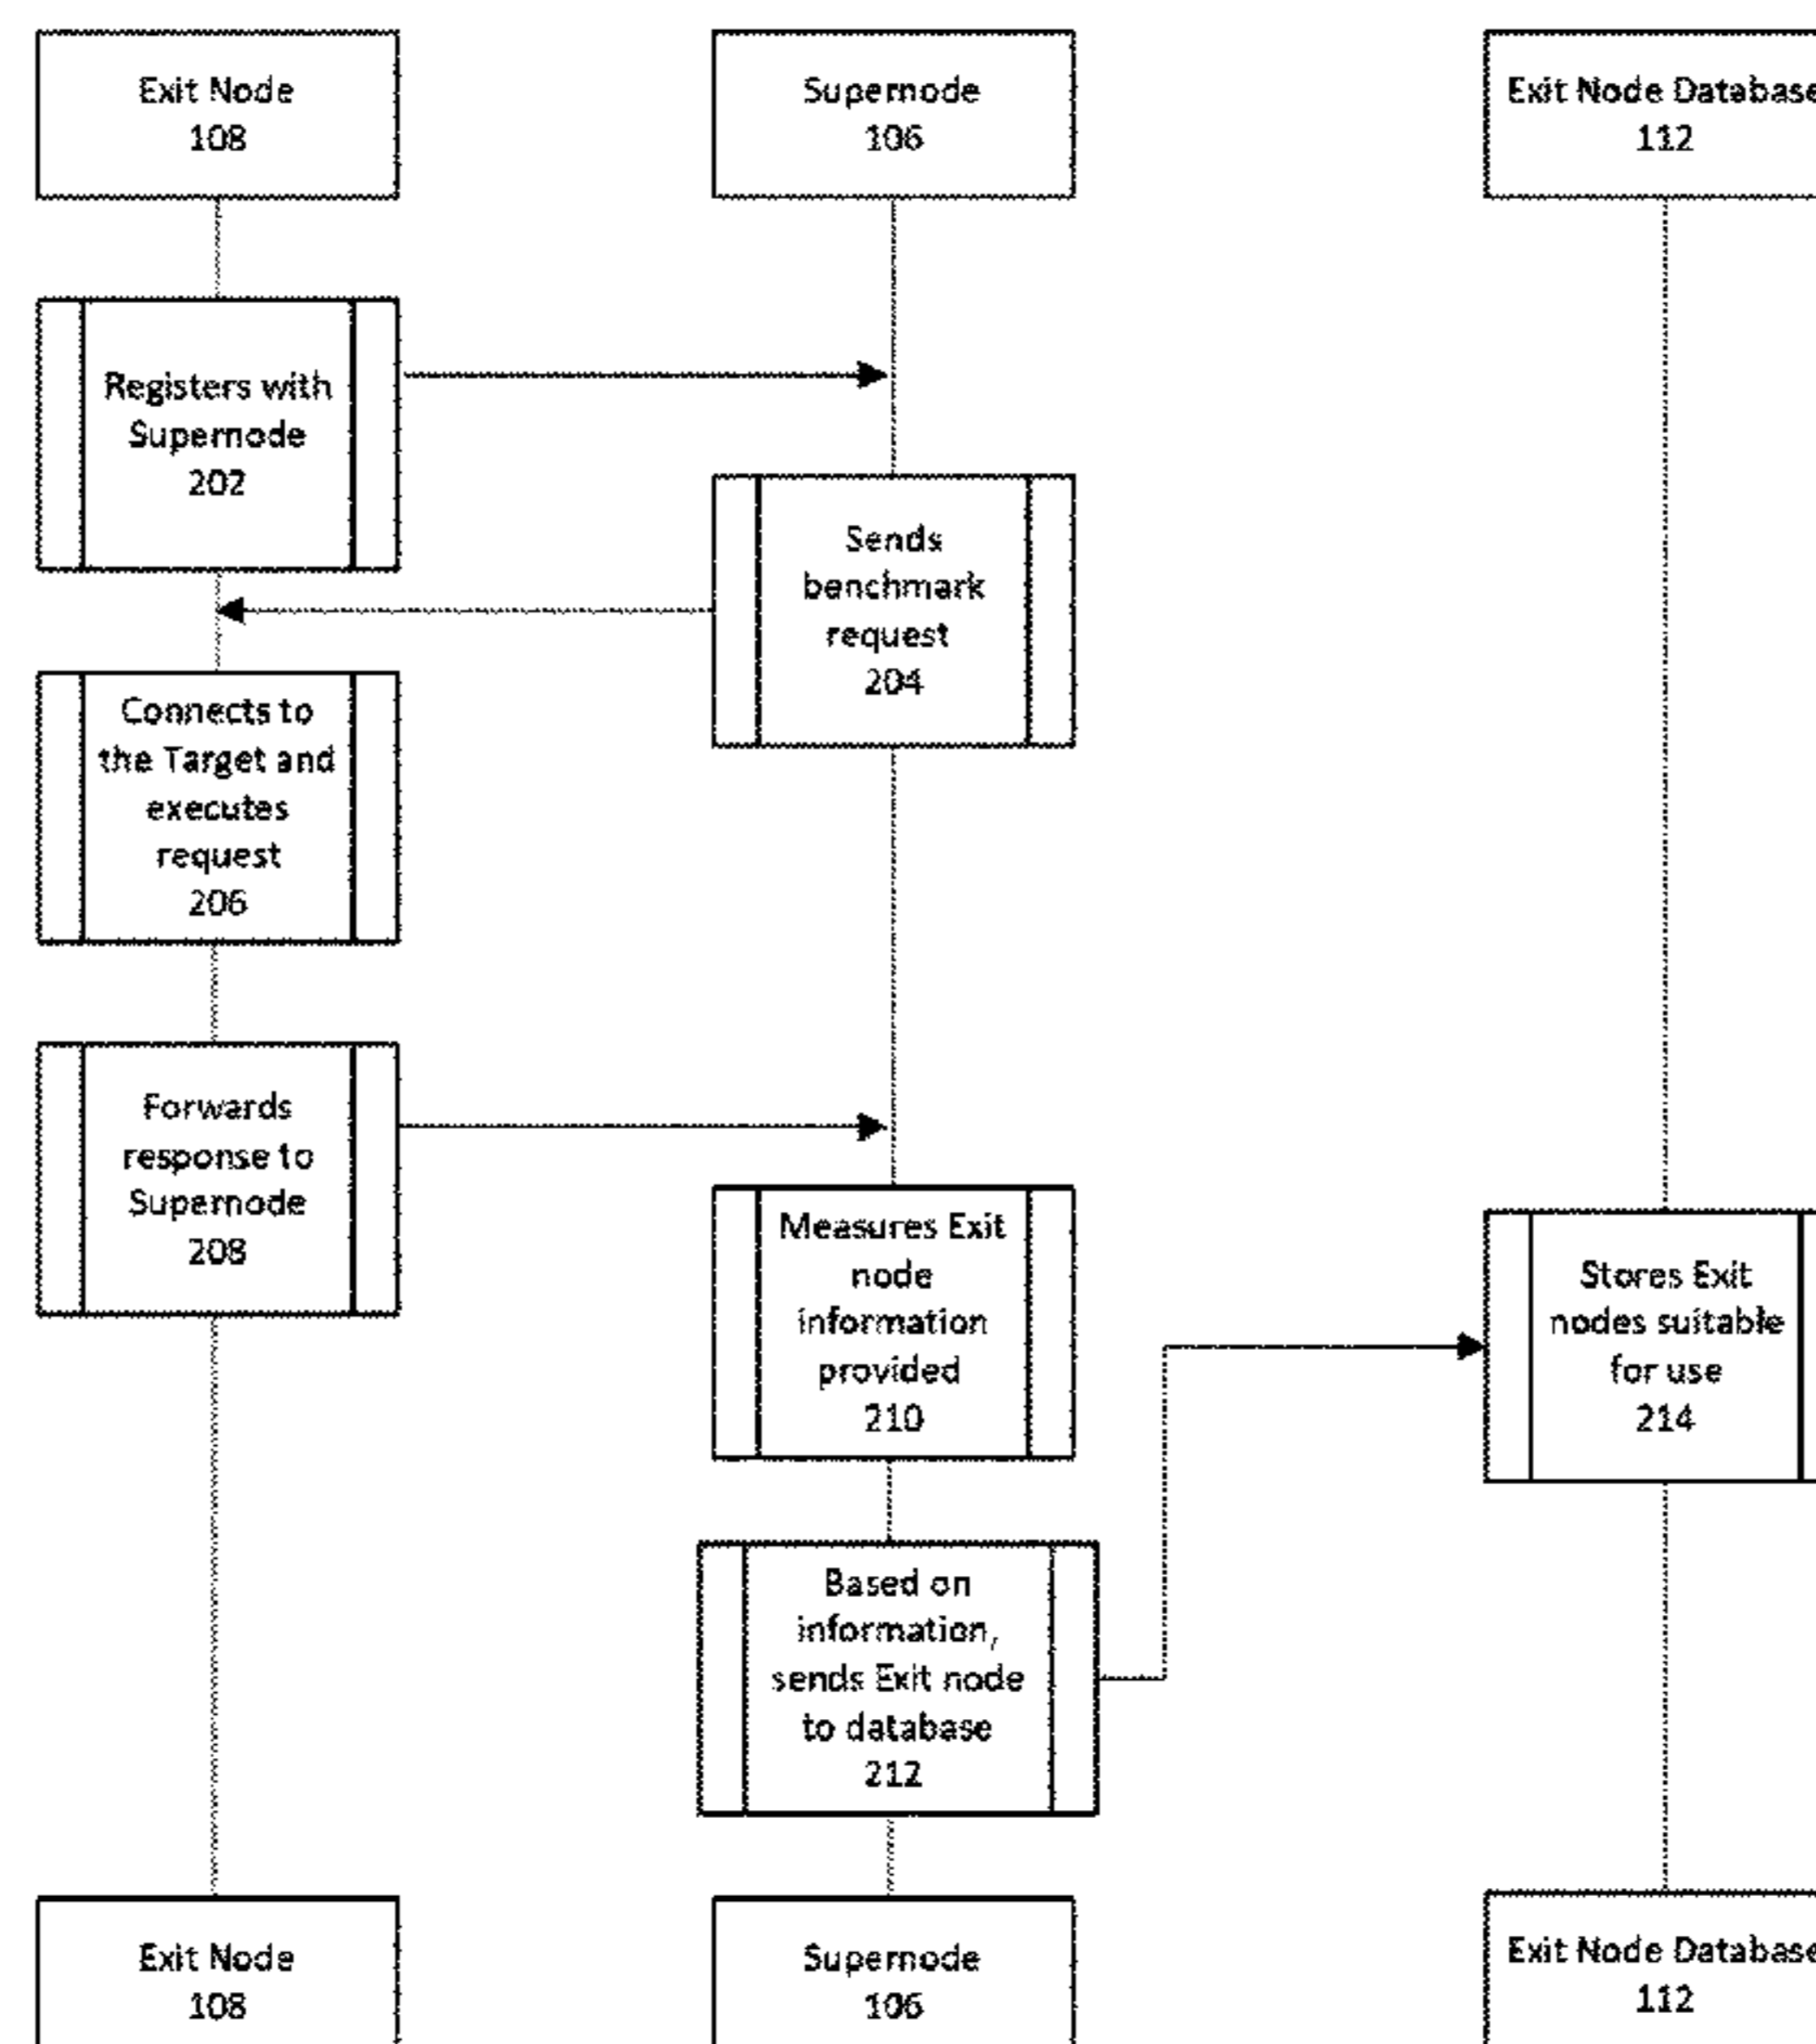 Exit Node
108
Supernode
106
Exit Node Database
112
Registers with
Supernode
202
Sends
benchmark
request
204
Connects to
the Target and
executes
request
206
Forwards
response to
Supernode
208
Measures Exit
node
information
provided
210
Stores Exit
nodes suitable
for use
214
Based on
information,
sends Exit node
to database
212
Exit Node
108
Supernode
106
Exit Node Database
112